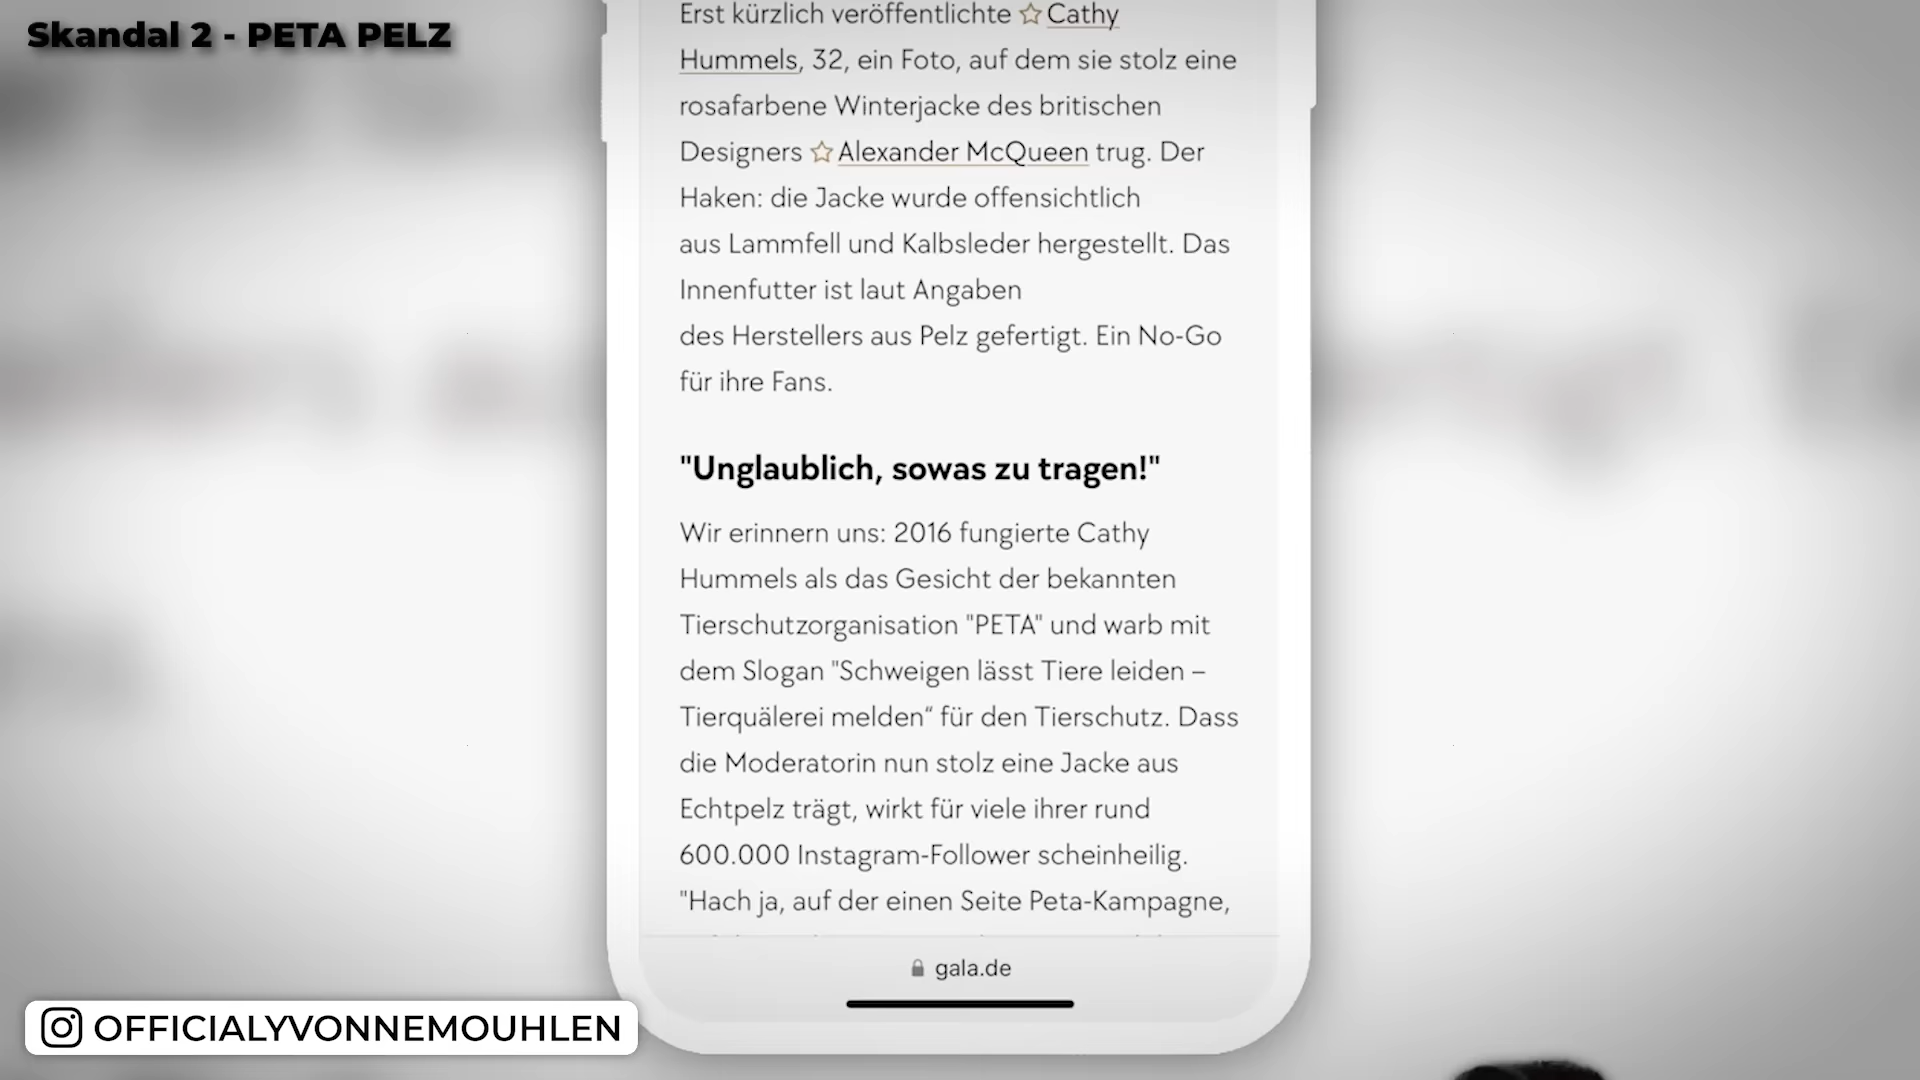 Skandal 2 - PETA PELZ
Erst kürzlich veröffentlichte ☆ Cathy
Hummels, 32, ein Foto, auf dem sie stolz eine
rosafarbene Winterjacke des britischen
Designers ☆ Alexander McQueen trug. Der
Haken: die Jacke wurde offensichtlich
aus Lammfell und Kalbsleder hergestellt. Das
Innenfutter ist laut Angaben
des Herstellers aus Pelz gefertigt. Ein No-Go
für ihre Fans.
"Unglaublich, sowas zu tragen!"
Wir erinnern uns: 2016 fungierte Cathy
Hummels als das Gesicht der bekannten
Tierschutzorganisation "PETA" und warb mit
dem Slogan "Schweigen lässt Tiere leiden –
Tierquälerei melden“ für den Tierschutz. Dass
die Moderatorin nun stolz eine Jacke aus
Echtpelz trägt, wirkt für viele ihrer rund
600.000 Instagram-Follower scheinheilig.
"Hach ja, auf der einen Seite Peta-Kampagne,
gala.de
OFFICIALYVONNEMOUHLEN